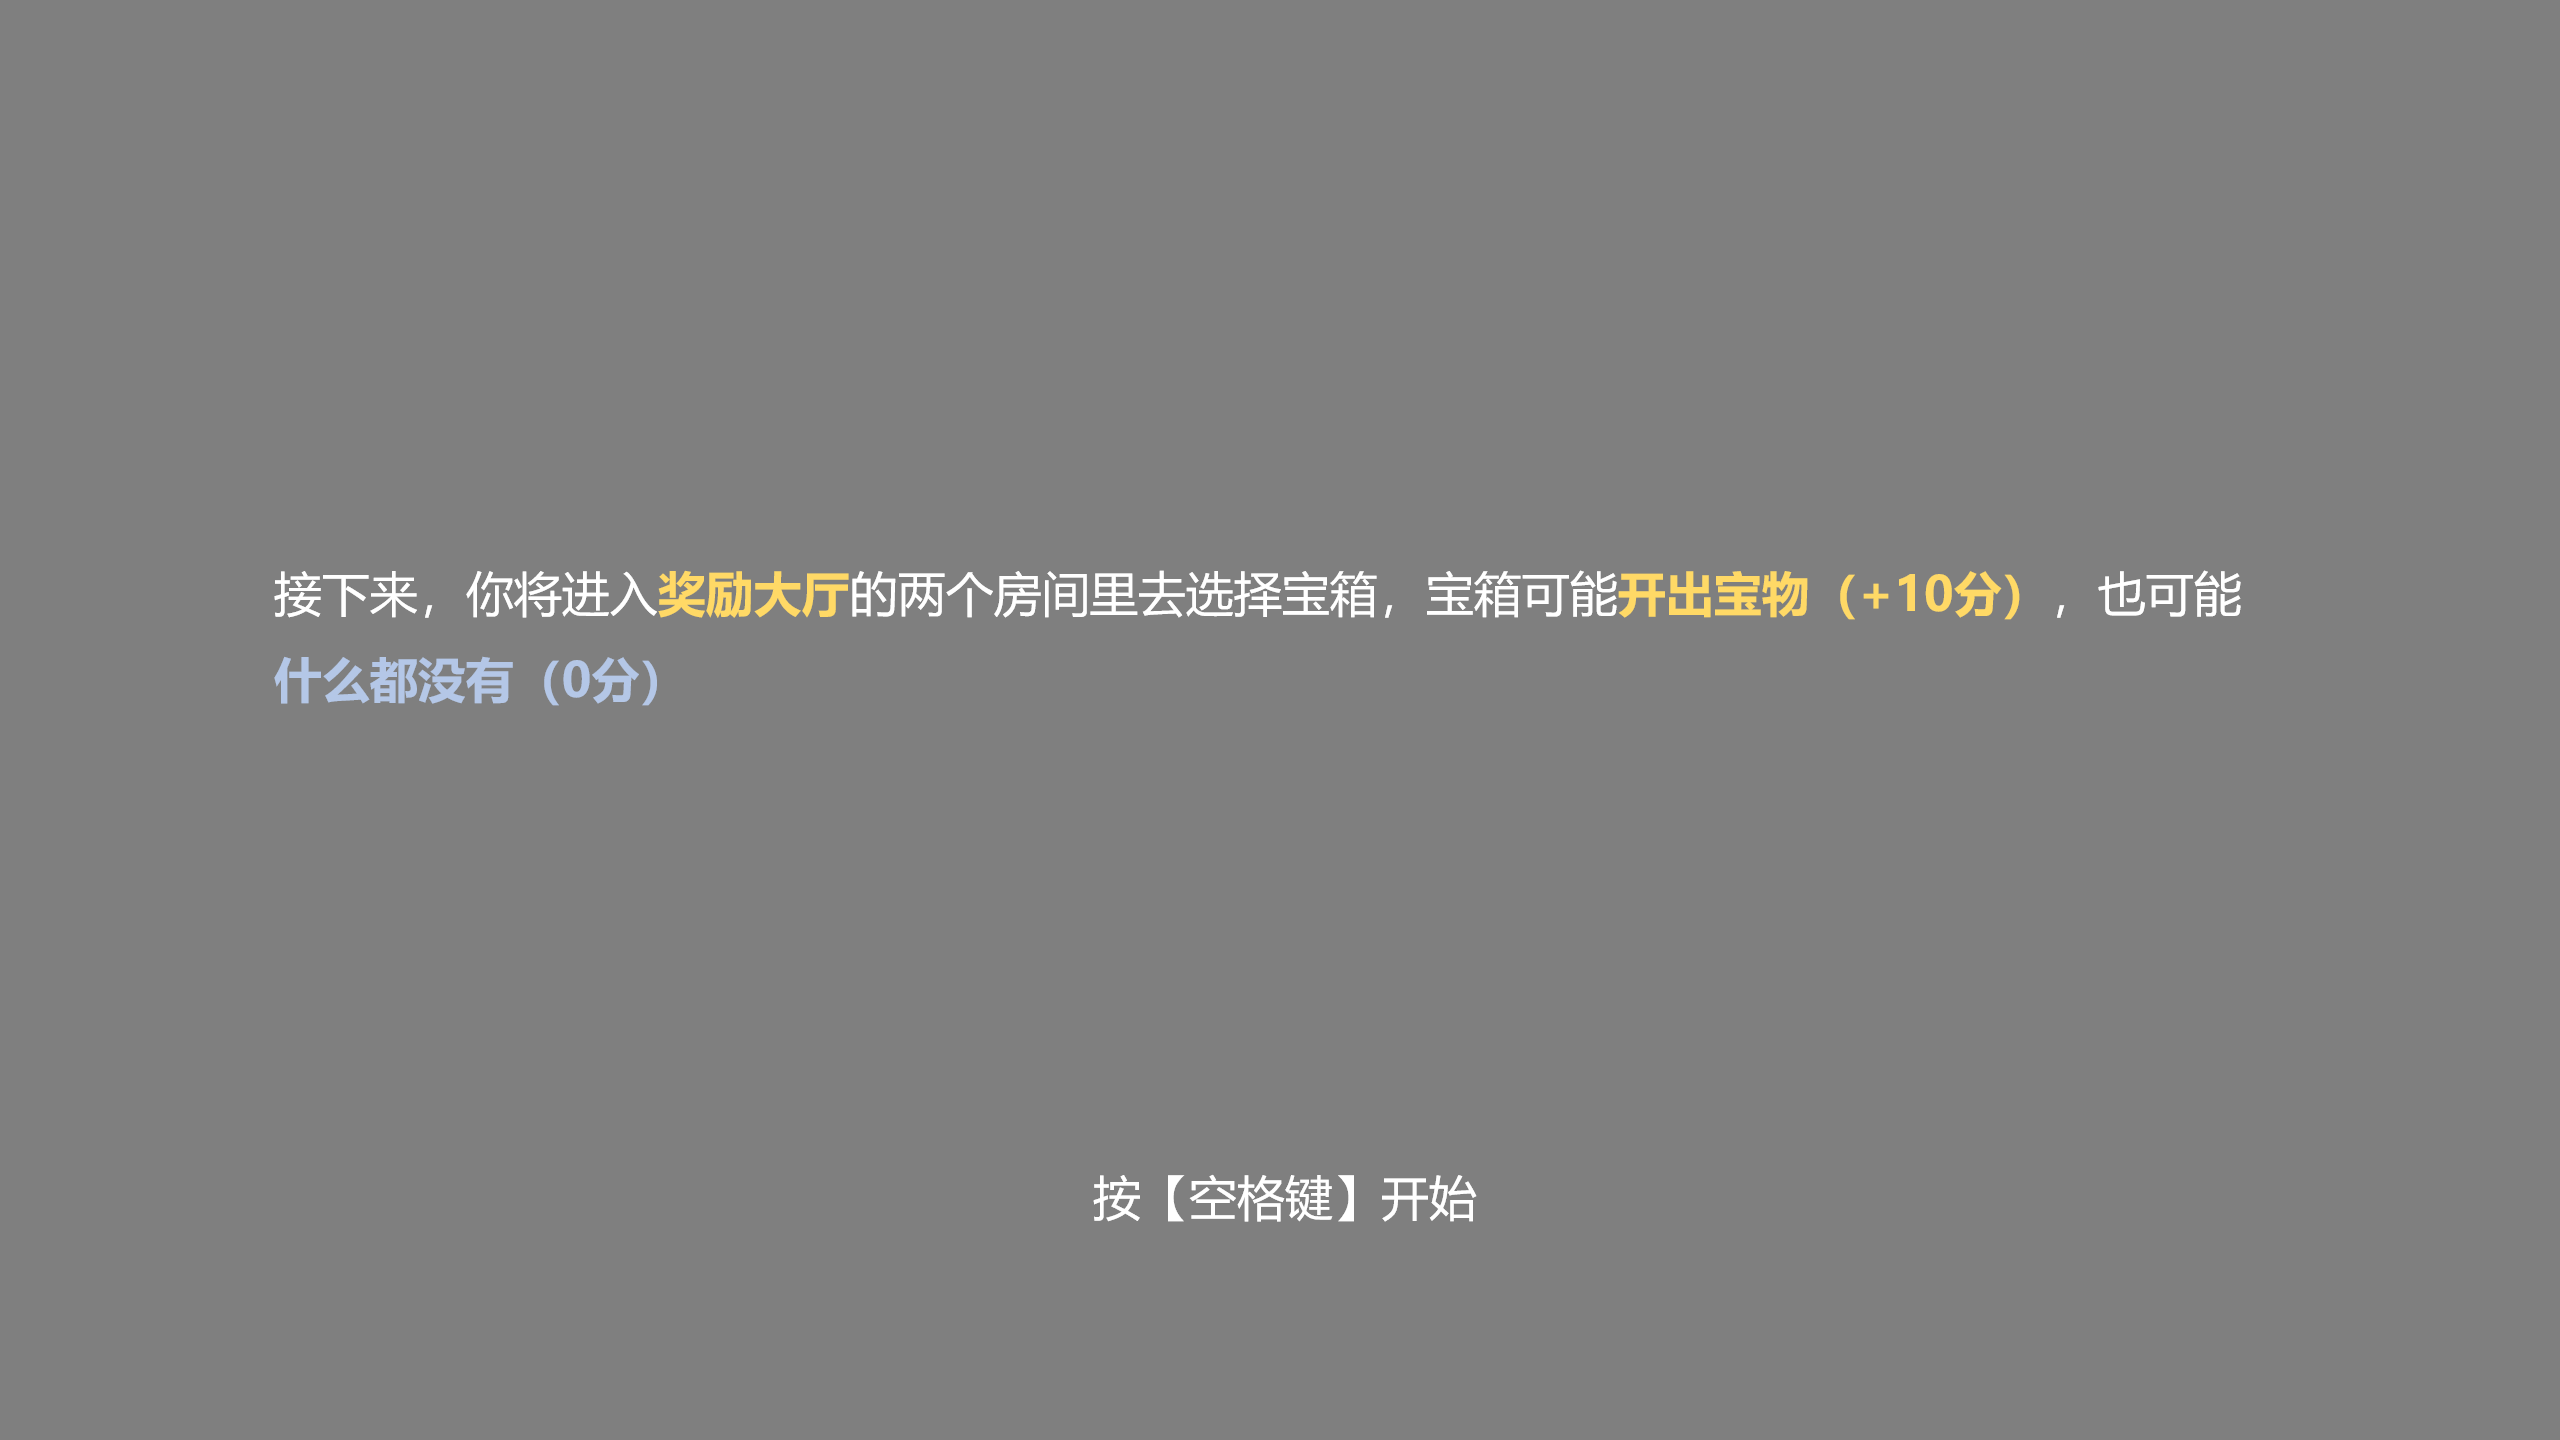 接下来，你将进入奖励大厅的两个房间里去选择宝箱，宝箱可能开出宝物（+10分），也可能
什么都没有（0分）
按【空格键】开始